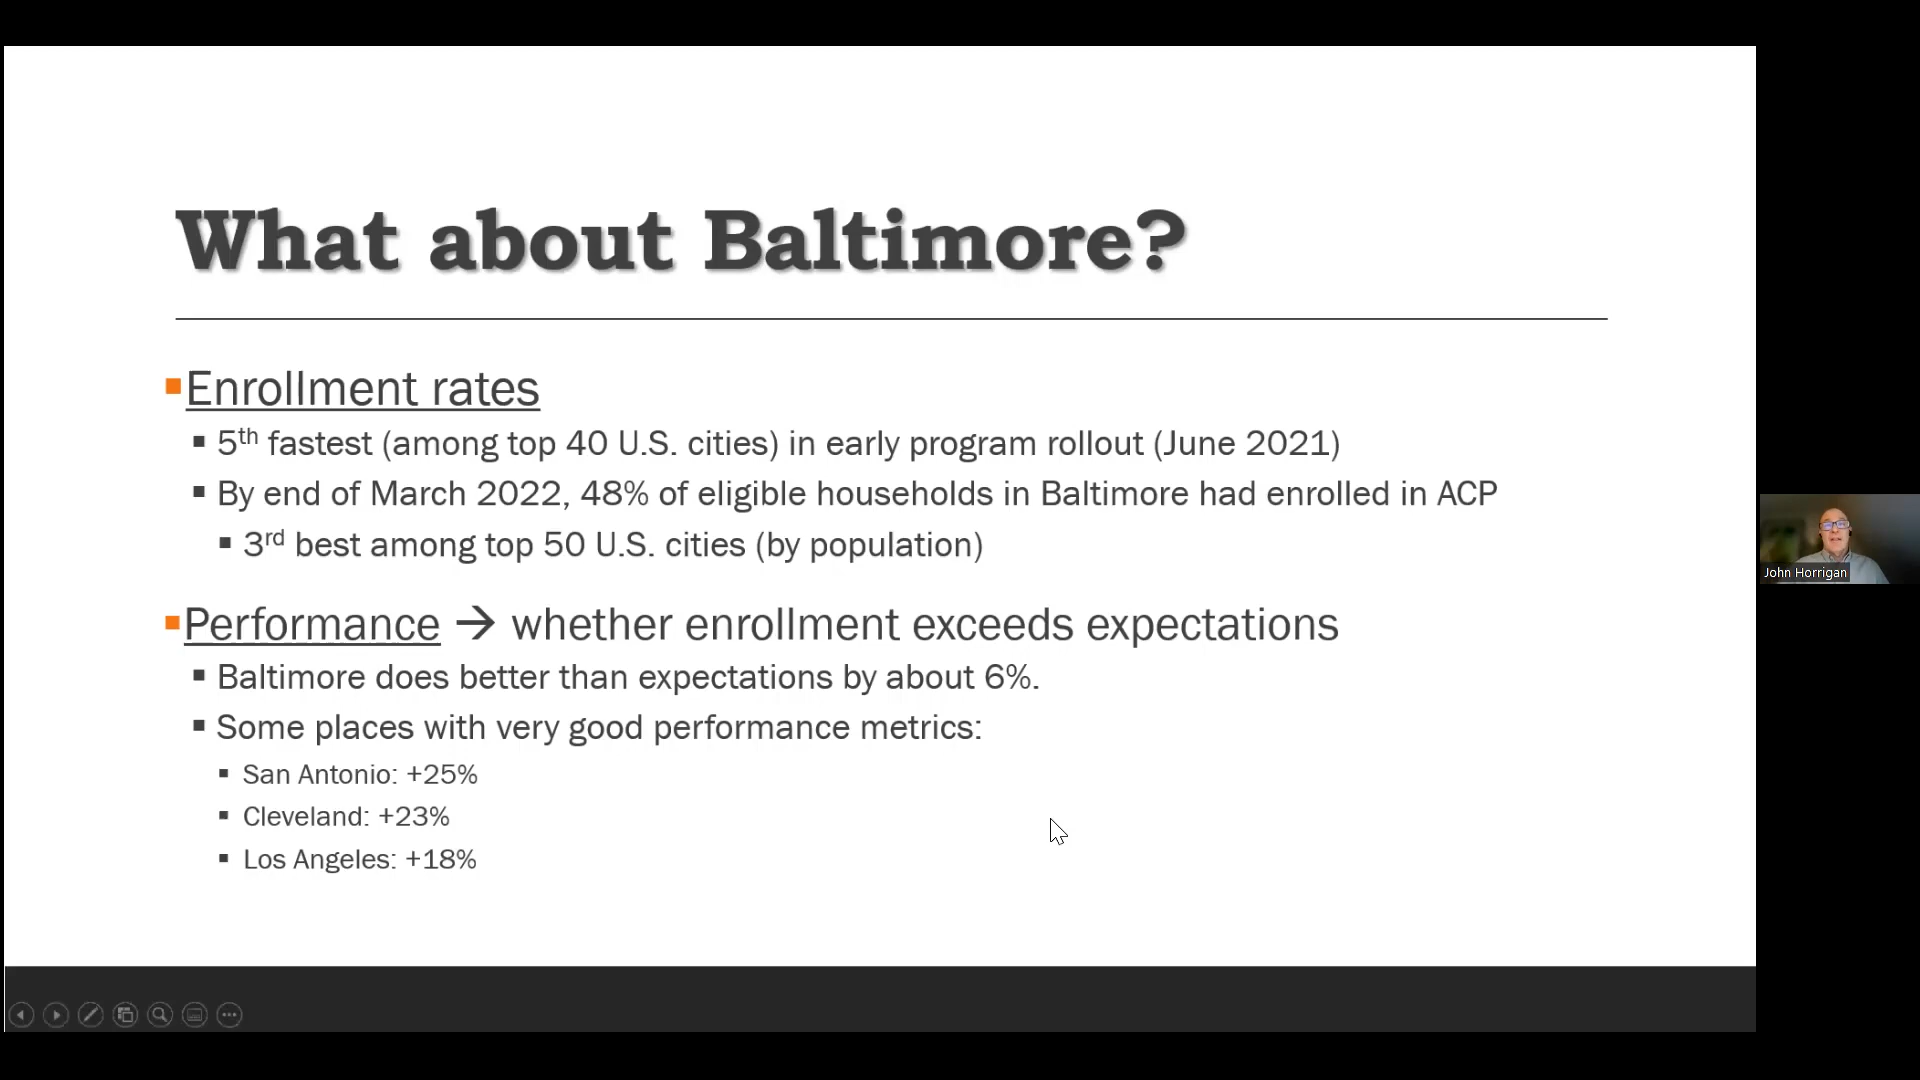 What about Baltimore?
Enrollment rates
5th fastest (among top 40 U.S. cities) in early program rollout (June 2021)
By end of March 2022, 48% of eligible households in Baltimore had enrolled in ACP
3rd best among top 50 U.S. cities (by population)
Performance → whether enrollment exceeds expectations
Baltimore does better than expectations by about 6%.
Some places with very good performance metrics:
San Antonio: +25%
Cleveland: +23%
Los Angeles: +18%
John Horrigan